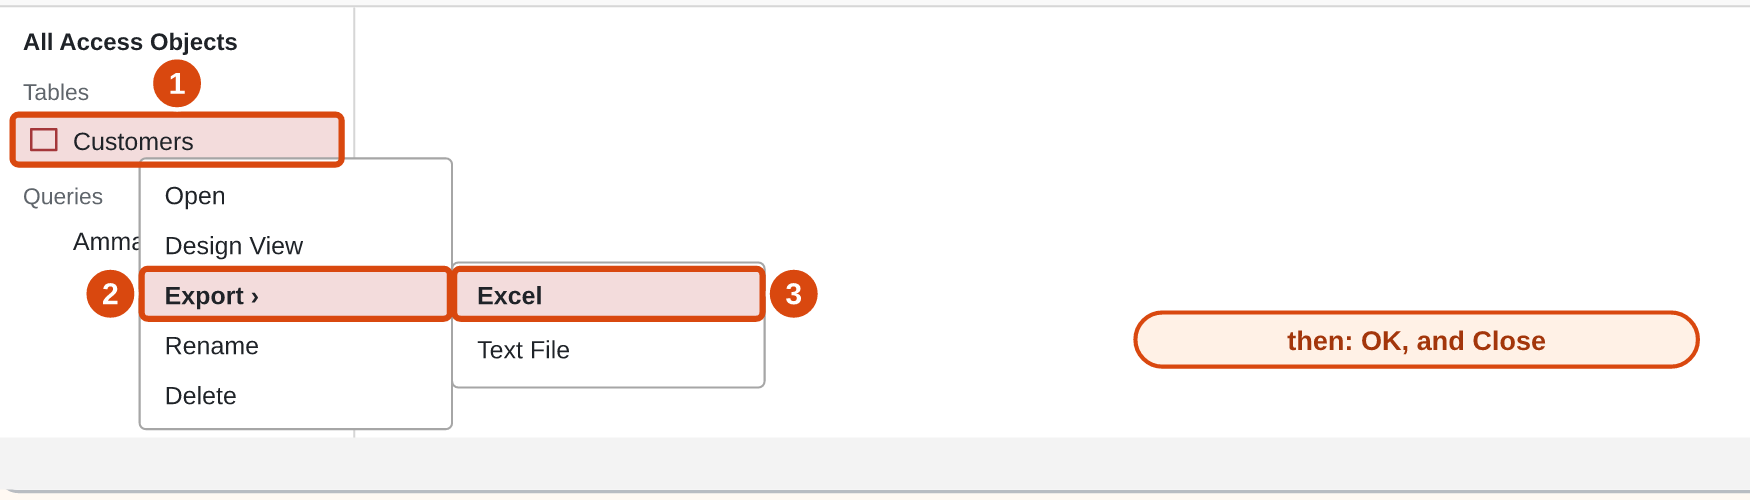 All Access Objects
1
Tables
Customers
Open
Queries
Design View
2
Export ›
Excel
3
Rename
Text File
then: OK, and Close
Delete